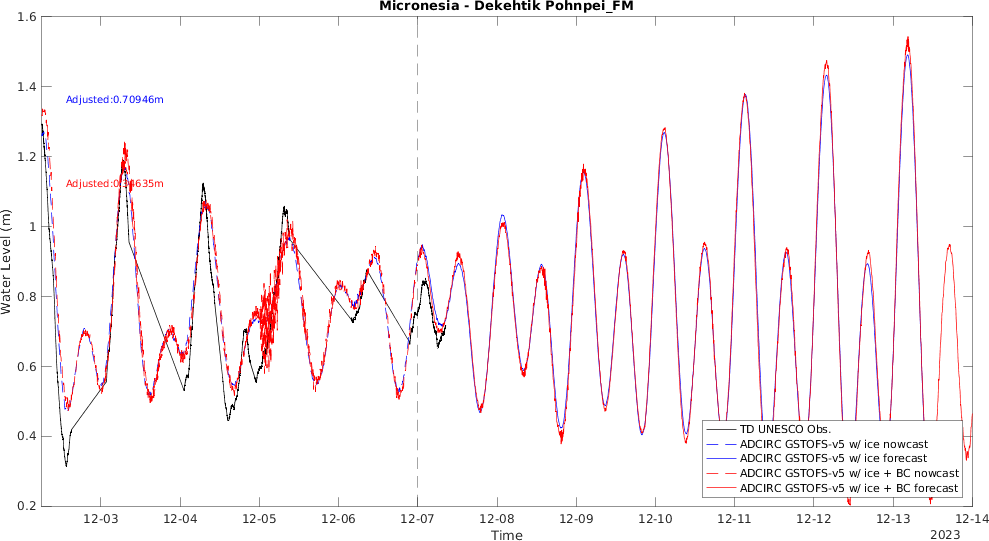 Micronesia - Dekehtik Pohnpei_FM
Water Level (m)
1.6
1.4
1.2
1
0.8
0.6
0.4
0.2
Adjusted:0.70946m
Adjusted:0.94635m
TD UNESCO Obs.
ADCIRC GSTOFS-v5 w/ ice nowcast
ADCIRC GSTOFS-v5 w/ ice forecast
ADCIRC GSTOFS-v5 w/ ice + BC nowcast
ADCIRC GSTOFS-v5 w/ ice + BC forecast
12-03 12-04 12-05 12-06 12-07 12-08 12-09 12-10 12-11 12-12 12-13 12-14
Time
2023